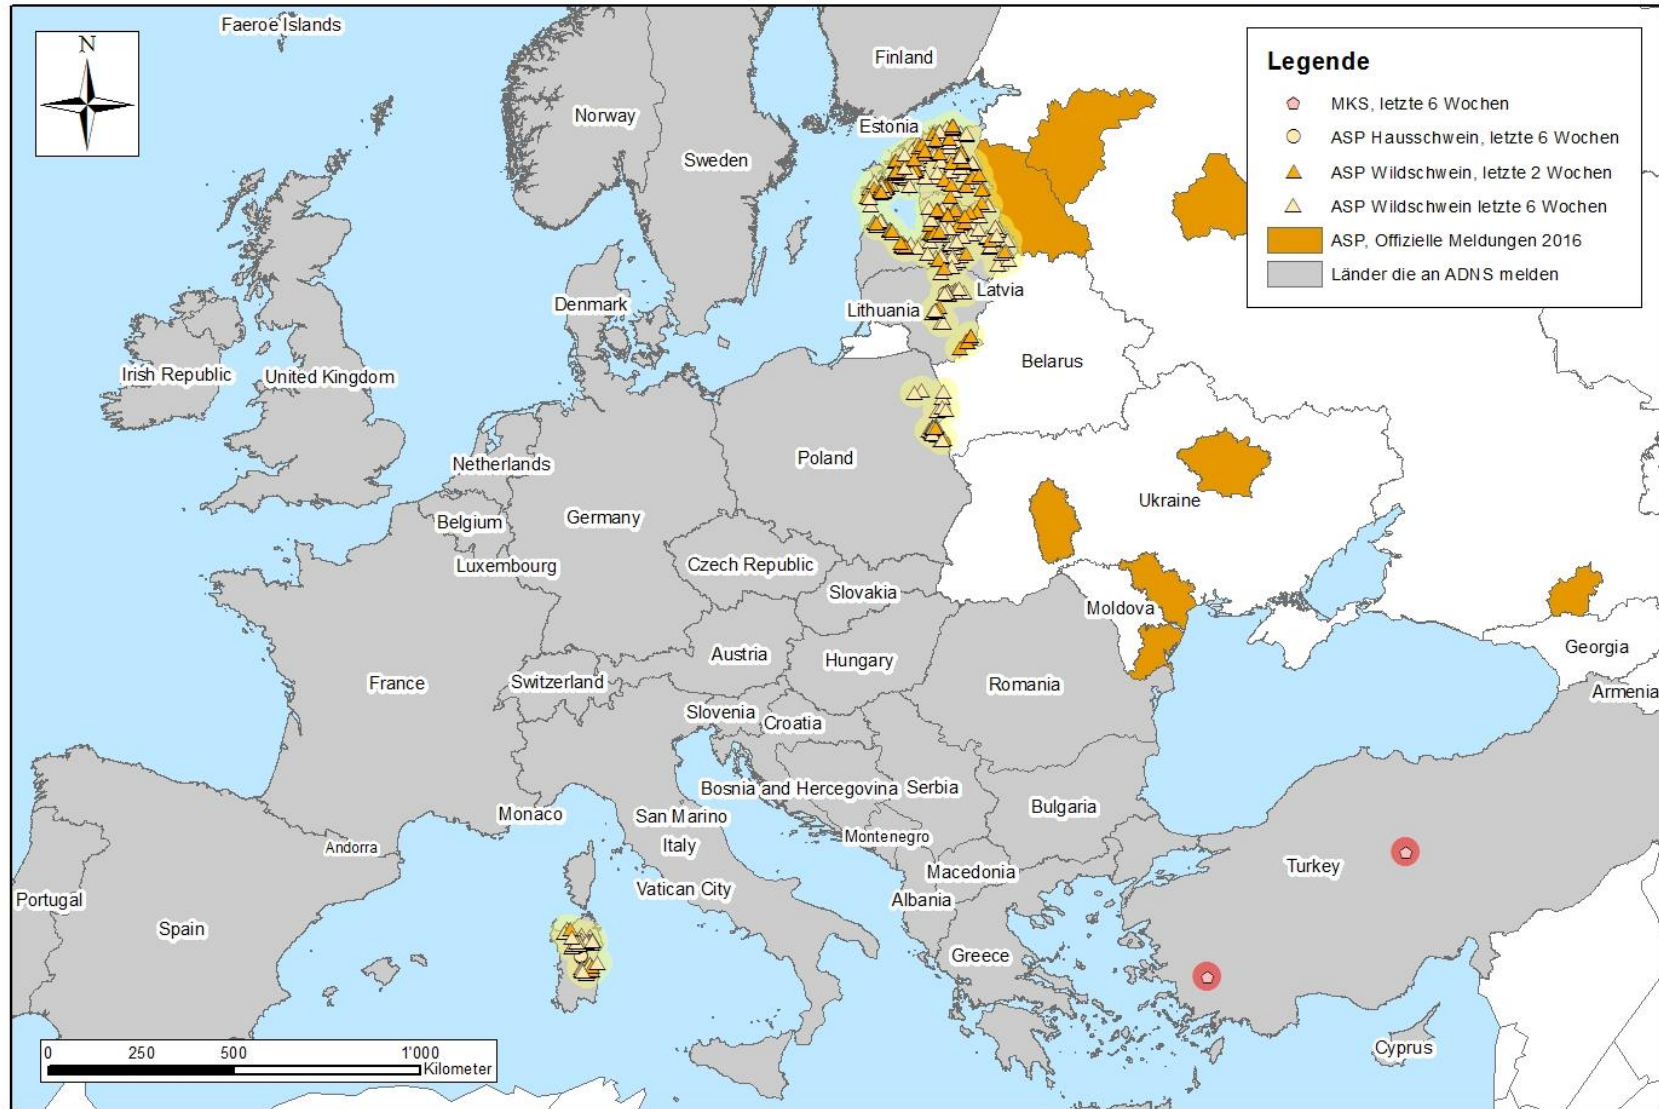 Faeroe Islands
N
Finland
Norway
Estonia
Sweden
Legende
MKS, letzte 6 Wochen
ASP Hausschwein, letzte 6 Wochen
ASP Wildschwein, letzte 2 Wochen
ASP Wildschwein letzte 6 Wochen
ASP, Offizielle Meldungen 2016
Länder die an ADNS melden
Latvia
Denmark
Lithuania
Belarus
Irish Republic
United Kingdom
Netherlands
Poland
Ukraine
Belgium
Germany
Luxembourg
Czech Republic
Slovakia
Moldova
Austria
Hungary
Georgia
France
Switzerland
Romania
Armenia
Slovenia
Croatia
Bosnia and Hercegovina
Serbia
Bulgaria
Monaco
San Marino
Montenegro
Italy
Andorra
Turkey
Macedonia
Vatican City
Albania
Portugal
Spain
Greece
Cyprus
0 250 500 1'000
Kilometer